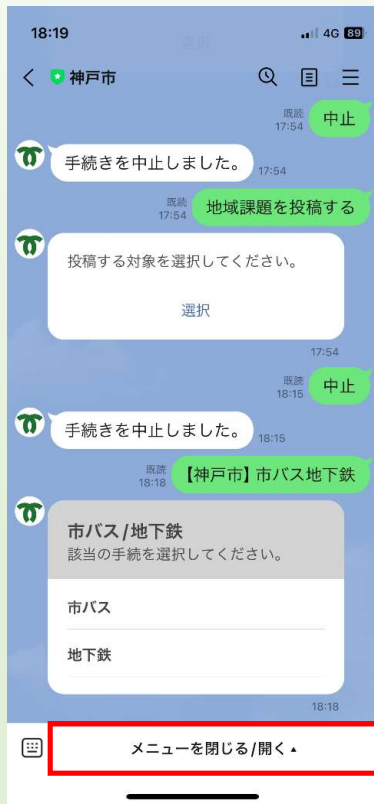 18:19
選択
4G 89
神戸市
既読
17:54
中止
手続きを中止しました。
17:54
既読
17:54
地域課題を投稿する
投稿する対象を選択してください。
選択
17:54
既読
18:15
中止
手続きを中止しました。
18:15
既読
18:18
【神戸市】市バス地下鉄
市バス/地下鉄
該当の手続を選択してください。
市バス
地下鉄
18:18
メニューを閉じる/開く▲